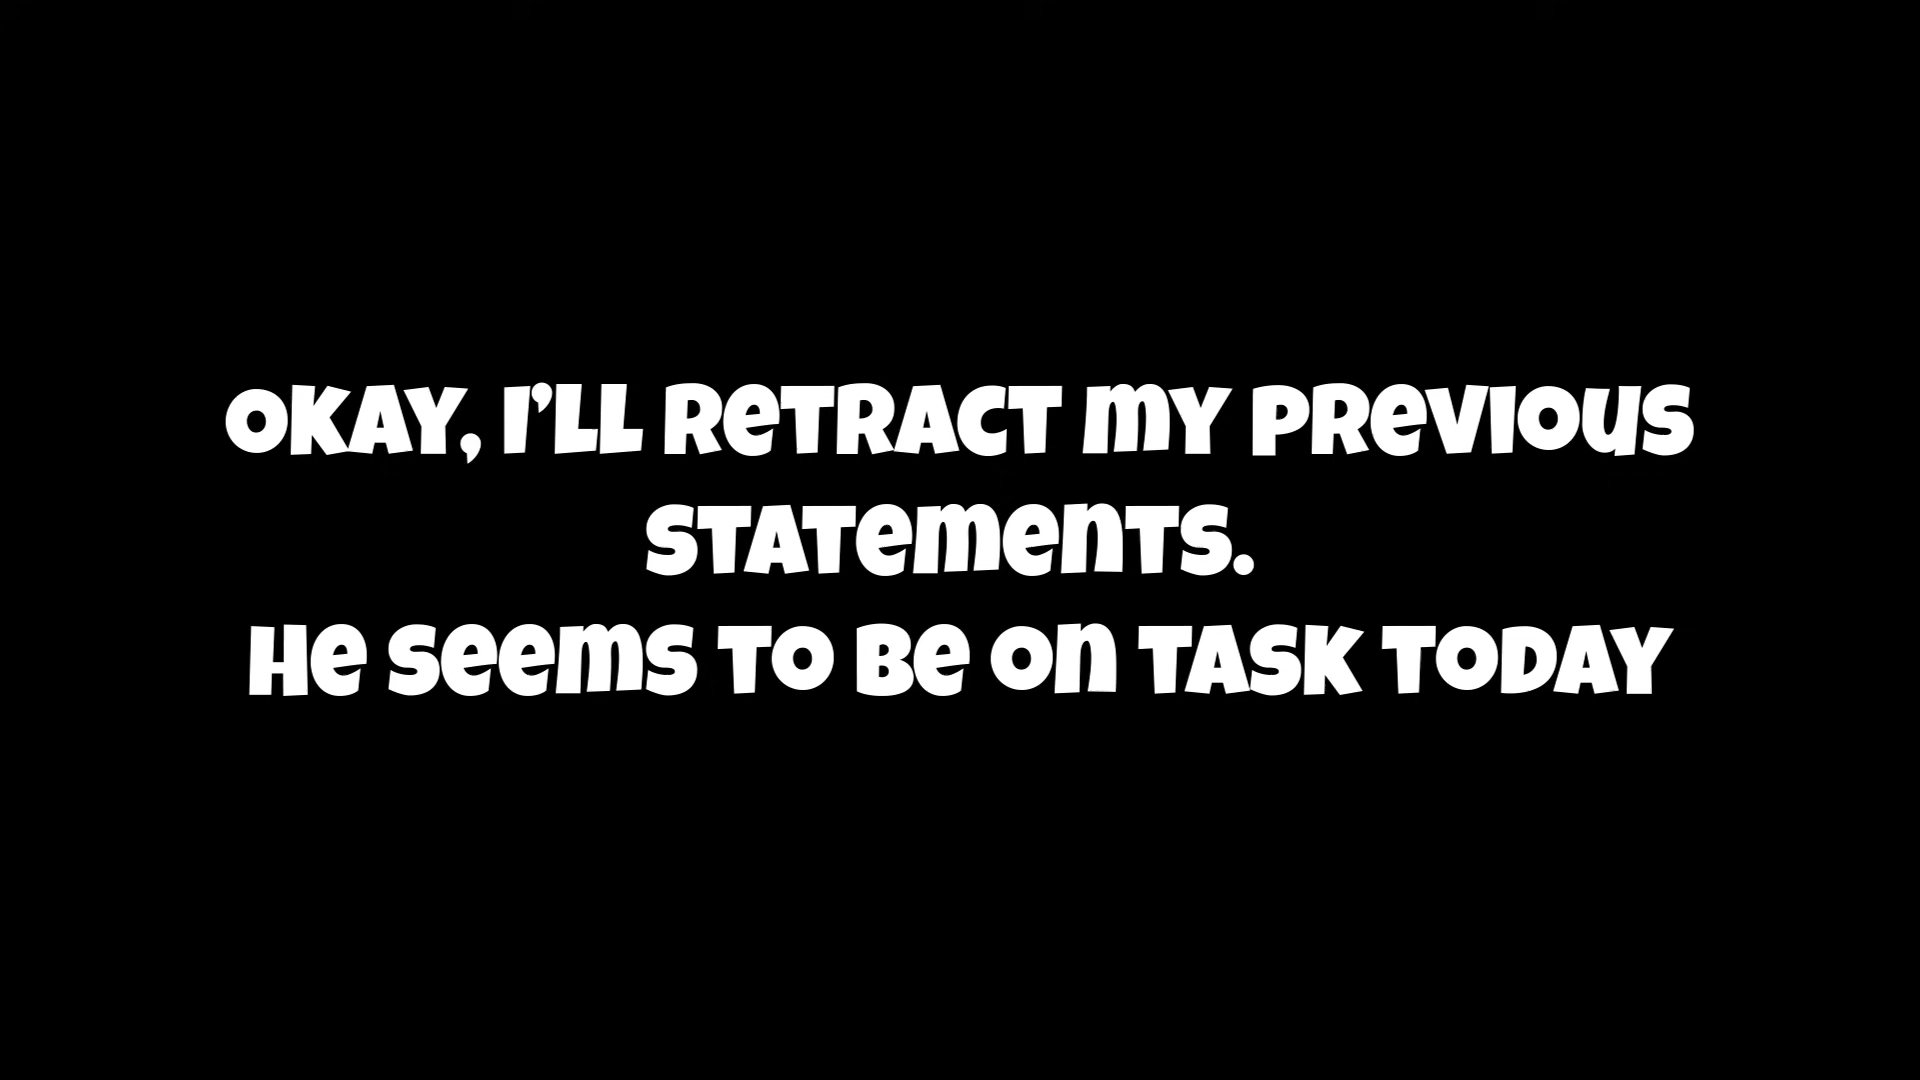 Okay, I’ll retract my previous
statements.
He seems to be on task today